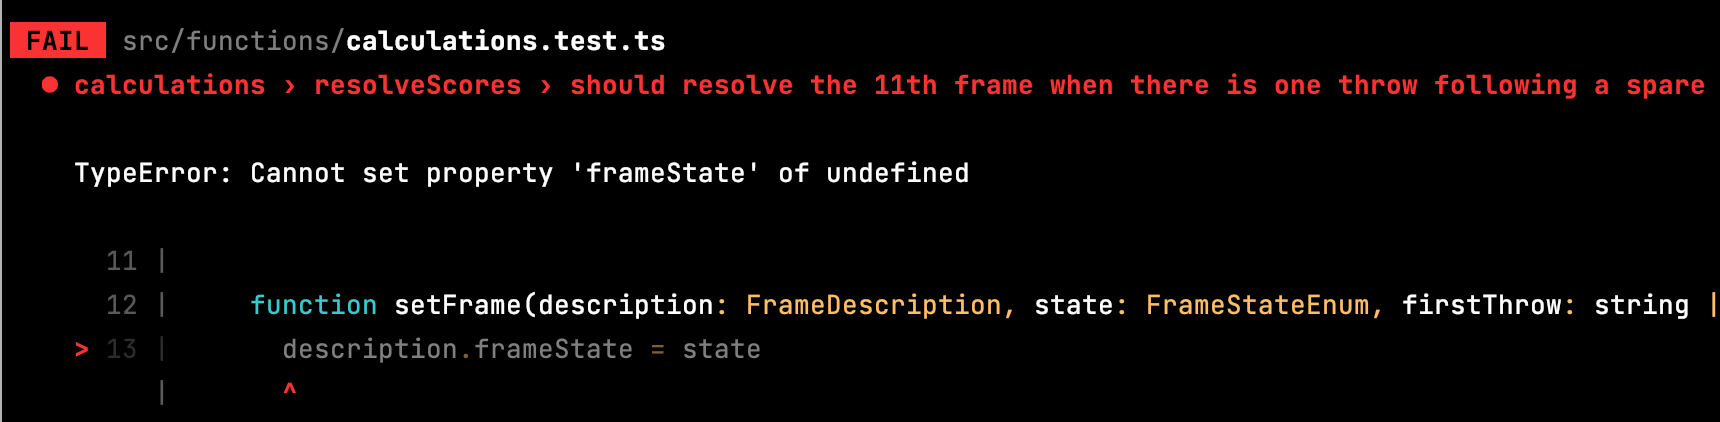 FAIL src/functions/calculations.test.ts
● calculations › resolveScores › should resolve the 11th frame when there is one throw following a spare
TypeError: Cannot set property 'frameState' of undefined
11 |
12 | function setFrame(description: FrameDescription, state: FrameStateEnum, firstThrow: string |
> 13 | description.frameState = state
| ^